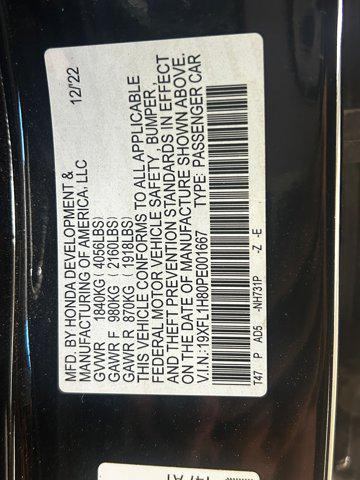 MFD. BY HONDA DEVELOPMENT &
MANUFACTURING OF AMERICA, LLC 12/'22
GVWR 1840KG (4056LBS)
GAWR F 980KG (2160LBS)
GAWR R 870KG (1918LBS)
THIS VEHICLE CONFORMS TO ALL APPLICABLE
FEDERAL MOTOR VEHICLE SAFETY, BUMPER,
AND THEFT PREVENTION STANDARDS IN EFFECT
ON THE DATE OF MANUFACTURE SHOWN ABOVE.
V.I.N.: 19XFL1H80PE001667 TYPE: PASSENGER CAR
T47 P AD5 -NH731P -Z -E